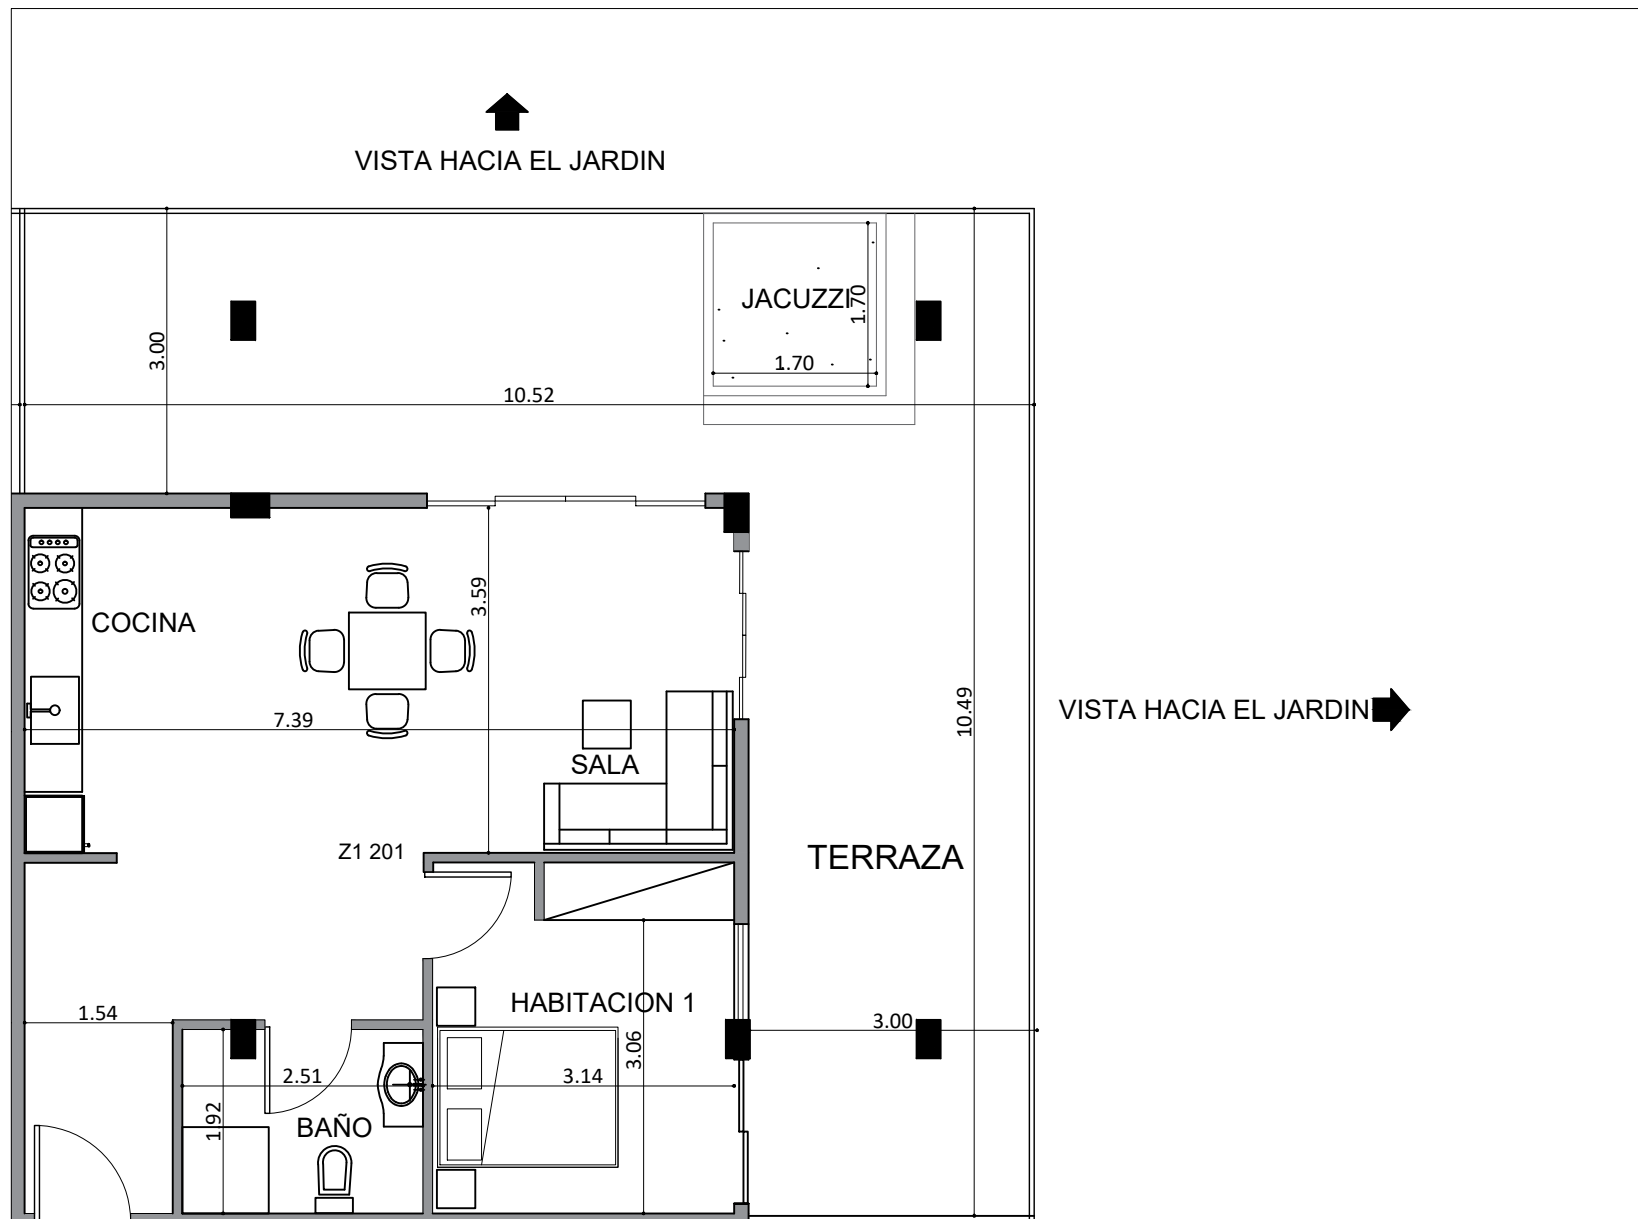 VISTA HACIA EL JARDIN
JACUZZI
1.70
3.00
1.70
10.52
3.59
COCINA
10.49
VISTA HACIA EL JARDIN
7.39
SALA
Z1 201
TERRAZA
HABITACION 1
1.54
3.00
3.06
2.51
3.14
1.92
BAÑO